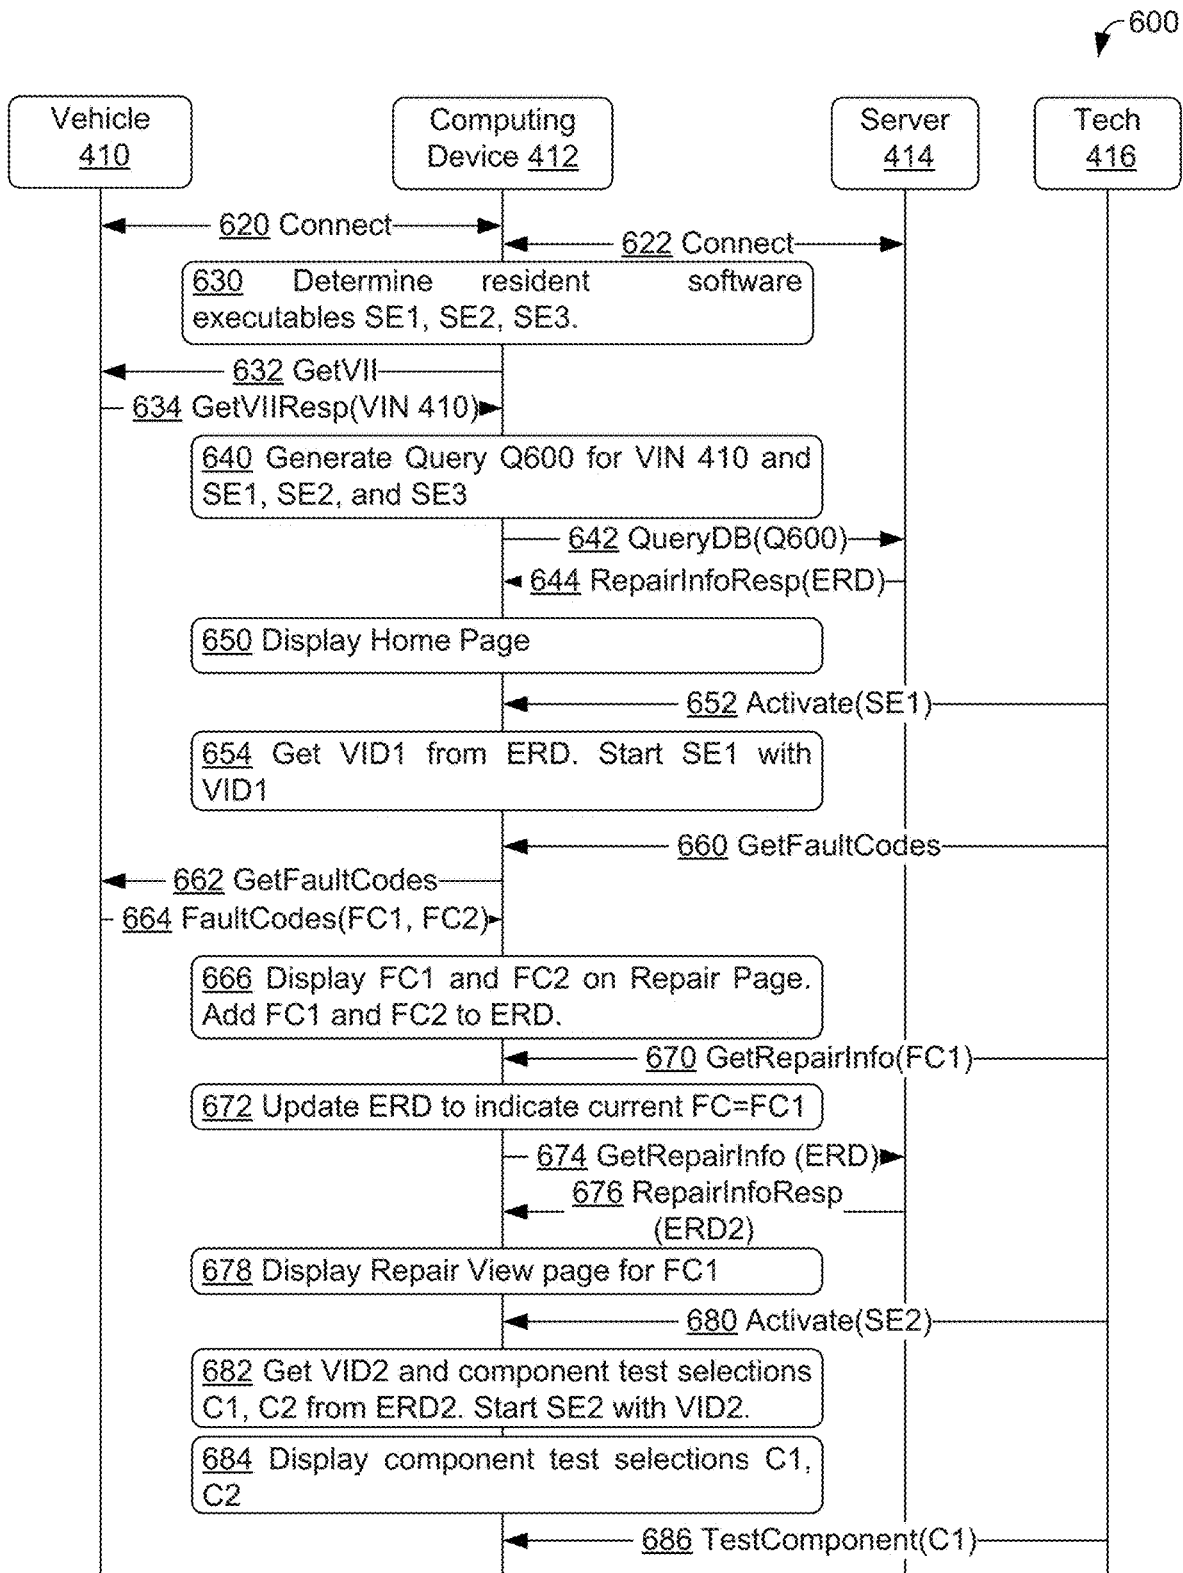 600
Vehicle
410
Computing
Device 412
Server
414
Tech
416
620 Connect
622 Connect
630 Determine resident software
executables SE1, SE2, SE3.
632 GetVII
634 GetVIIResp(VIN 410)
640 Generate Query Q600 for VIN 410 and
SE1, SE2, and SE3
642 QueryDB(Q600)
644 RepairInfoResp(ERD)
650 Display Home Page
652 Activate(SE1)
654 Get VID1 from ERD. Start SE1 with
VID1
660 GetFaultCodes
662 GetFaultCodes
664 FaultCodes(FC1, FC2)
666 Display FC1 and FC2 on Repair Page.
Add FC1 and FC2 to ERD.
670 GetRepairInfo(FC1)
672 Update ERD to indicate current FC=FC1
674 GetRepairInfo (ERD)
676 RepairInfoResp
(ERD2)
678 Display Repair View page for FC1
680 Activate(SE2)
682 Get VID2 and component test selections
C1, C2 from ERD2. Start SE2 with VID2.
684 Display component test selections C1,
C2
686 TestComponent(C1)